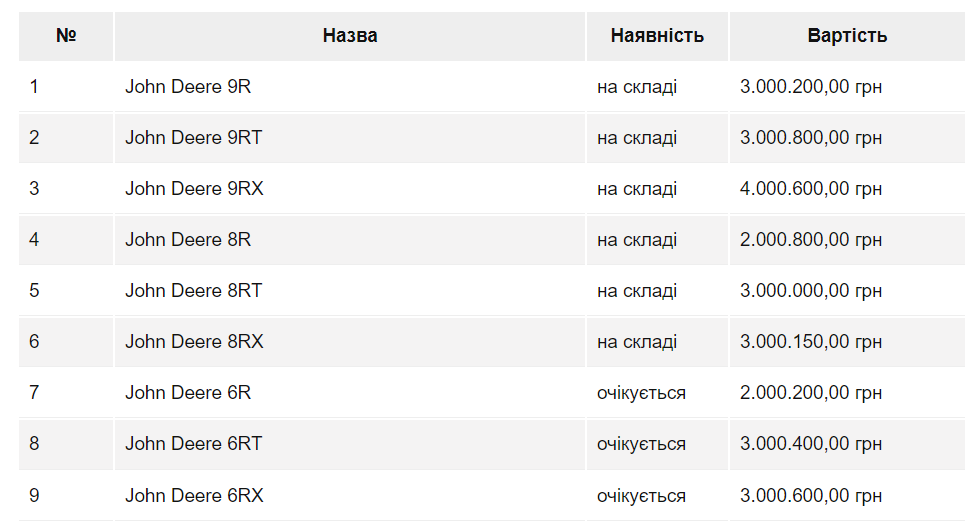 № Назва Наявність Вартість
1 John Deere 9R на складі 3.000.200,00 грн
2 John Deere 9RT на складі 3.000.800,00 грн
3 John Deere 9RX на складі 4.000.600,00 грн
4 John Deere 8R на складі 2.000.800,00 грн
5 John Deere 8RT на складі 3.000.000,00 грн
6 John Deere 8RX на складі 3.000.150,00 грн
7 John Deere 6R очікується 2.000.200,00 грн
8 John Deere 6RT очікується 3.000.400,00 грн
9 John Deere 6RX очікується 3.000.600,00 грн